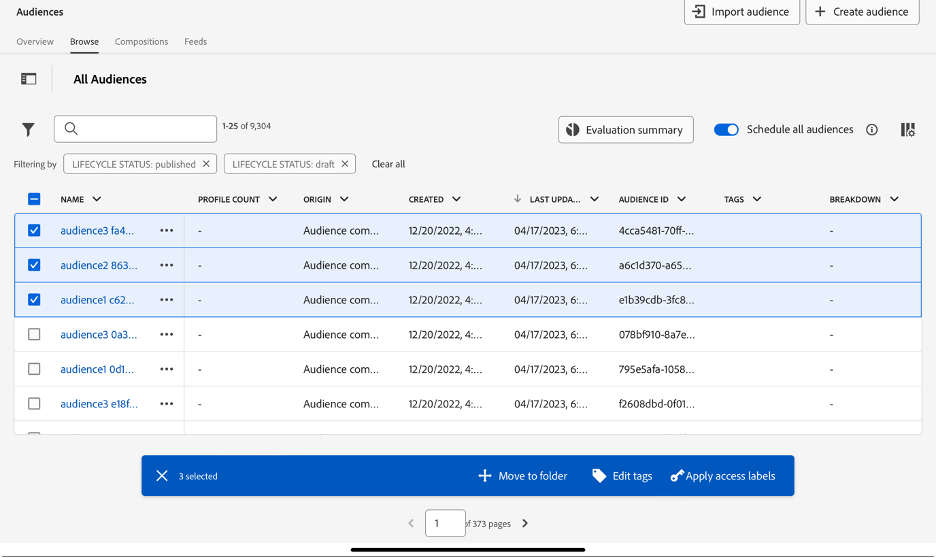 Audiences
Import audience
Create audience
Overview Browse Compositions Feeds
All Audiences
1-25 of 9,304
Evaluation summary
Schedule all audiences
Filtering by LIFECYCLE STATUS: published LIFECYCLE STATUS: draft Clear all
NAME PROFILE COUNT ORIGIN CREATED LAST UPDA... AUDIENCE ID TAGS BREAKDOWN
audience3 fa4... ••• - Audience com... 12/20/2022, 4:... 04/17/2023, 6:... 4cca5481-70ff-... -
audience2 863... ••• - Audience com... 12/20/2022, 4:... 04/17/2023, 6:... a6c1d370-a65... -
audience1 c62... ••• - Audience com... 12/20/2022, 4:... 04/17/2023, 6:... e1b39cdb-3fc8... -
audience3 0a3... ••• - Audience com... 12/20/2022, 4:... 04/17/2023, 6:... 078bf910-8a7e... -
audience1 0d1... ••• - Audience com... 12/20/2022, 4:... 04/17/2023, 6:... 795e5afa-1058... -
audience3 e18f... ••• - Audience com... 12/20/2022, 4:... 04/17/2023, 6:... f2608dbd-0f01... -
3 selected Move to folder Edit tags Apply access labels
1 of 373 pages